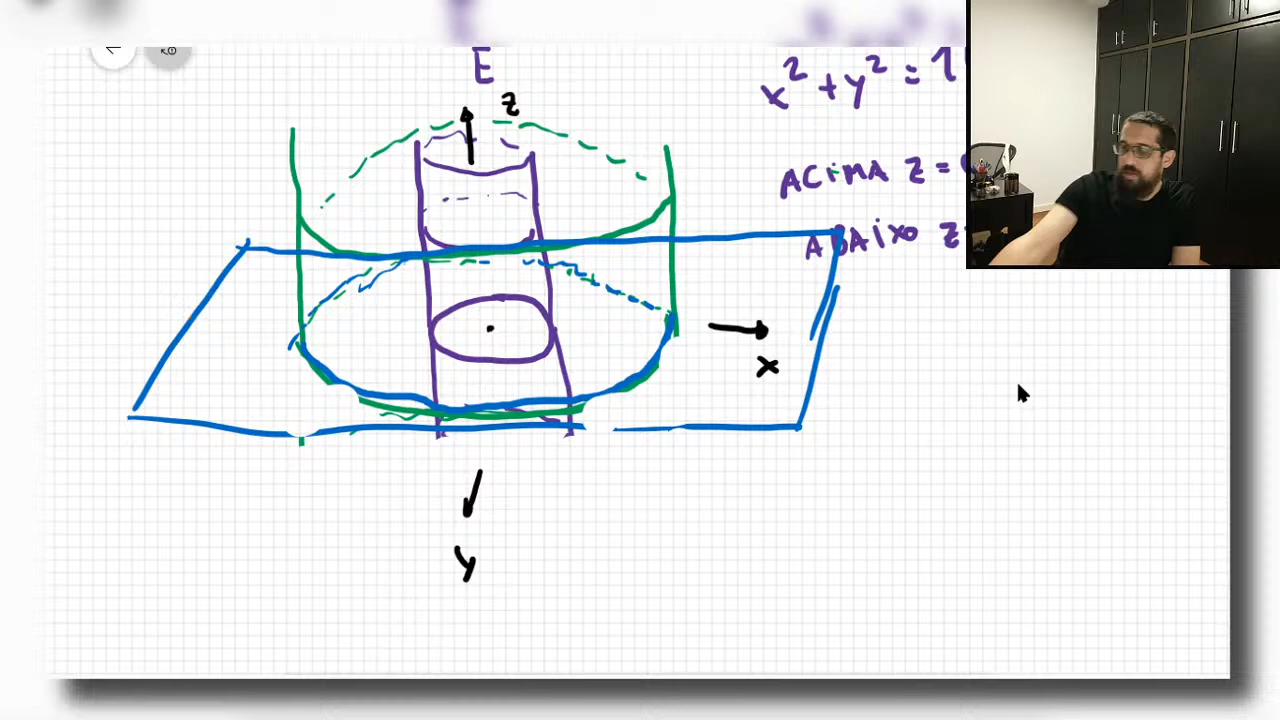 E
z
x² + y² = 1
ACIMA z =
ABAIXO z
x
y